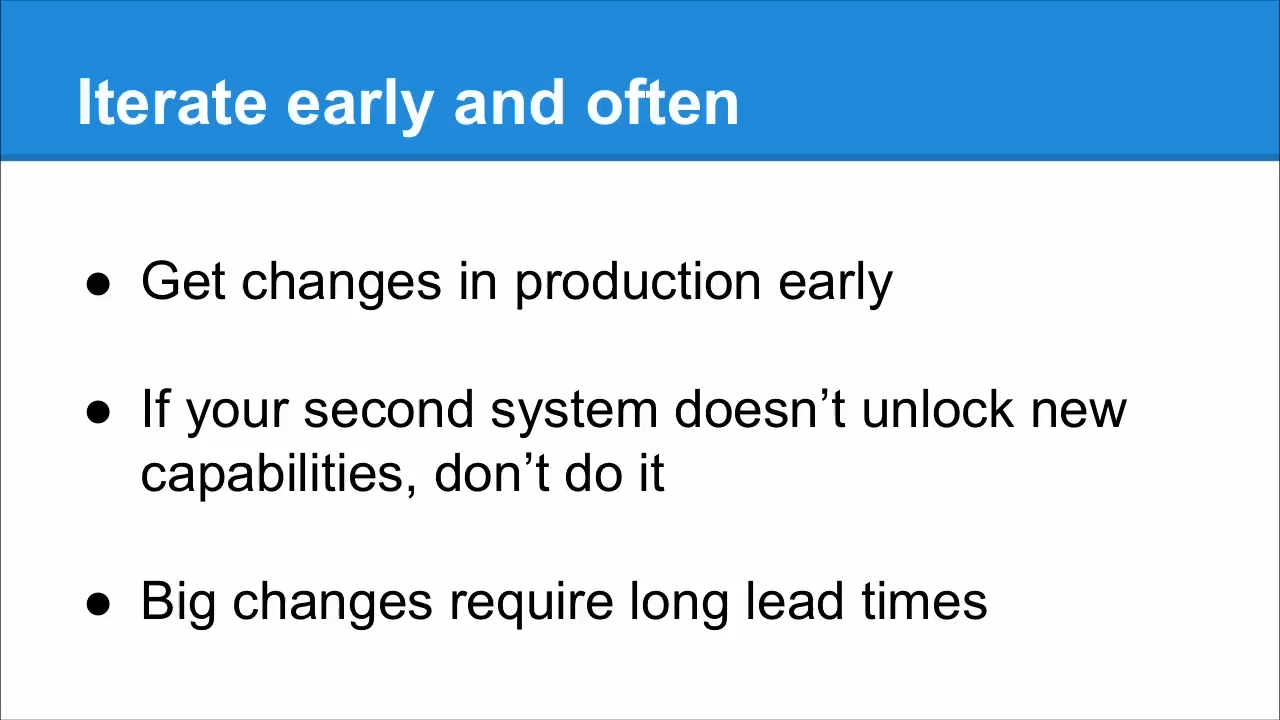 Iterate early and often
● Get changes in production early
● If your second system doesn’t unlock new
capabilities, don’t do it
● Big changes require long lead times